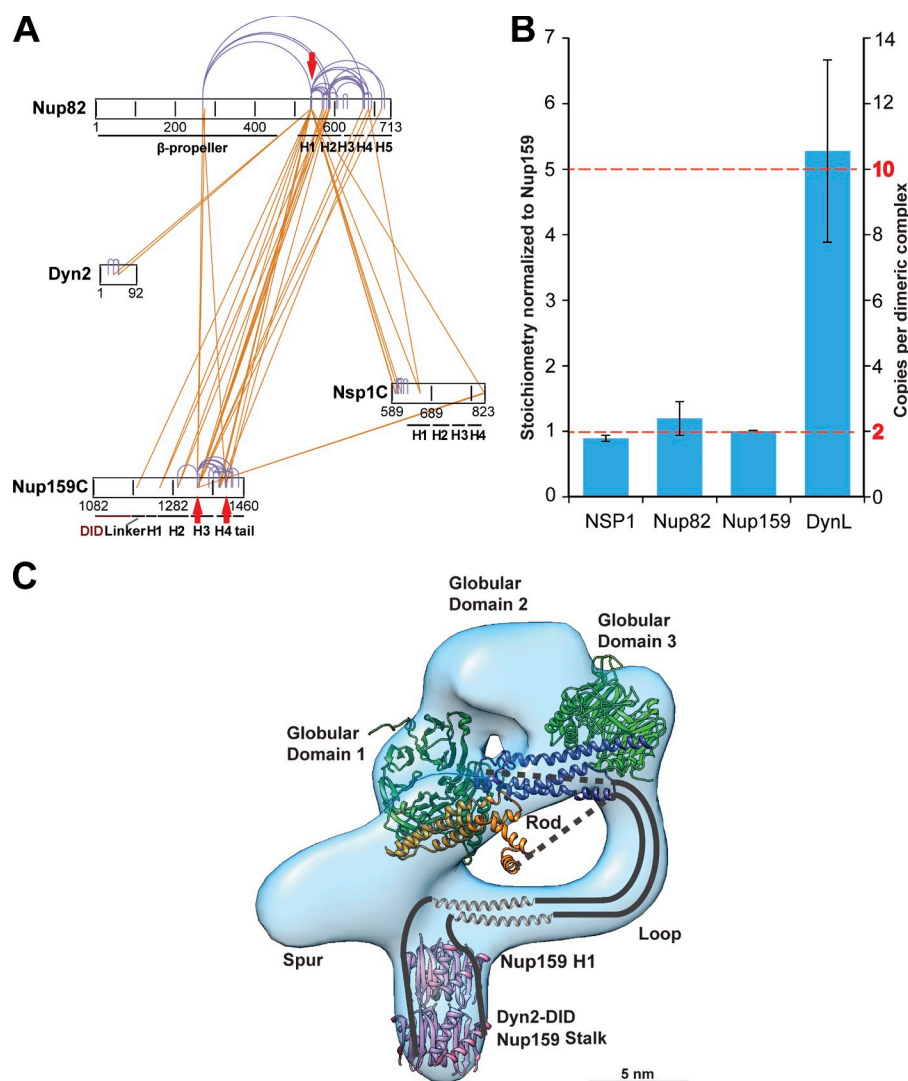 A
Nup82
1 200 400 600 713
β-propeller H1 H2 H3 H4 H5
Dyn2
1 92
Nsp1C
589 689 823
H1 H2 H3 H4
Nup159C
1082 1282 1460
DID Linker H1 H2 H3 H4 tail
B
Stoichiometry normalized to Nup159
7
6
5
4
3
2
1
0
14
12
10
8
6
4
2
0
Copies per dimeric complex
NSP1 Nup82 Nup159 DynL
C
Globular
Domain 2
Globular
Domain 3
Globular
Domain 1
Rod
Loop
Spur
Nup159 H1
Dyn2-DID
Nup159 Stalk
5 nm